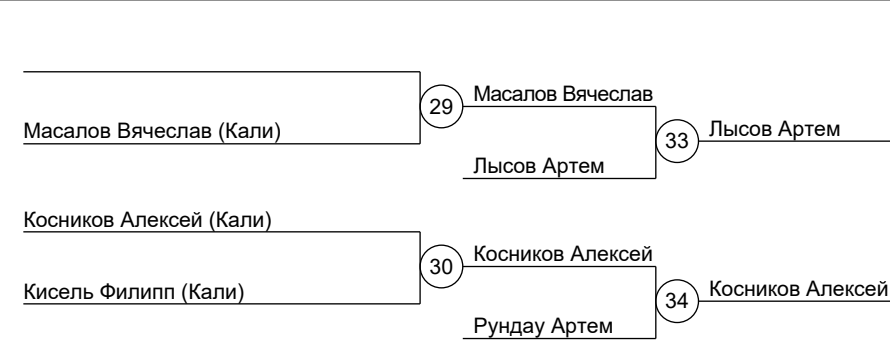 Масалов Вячеслав (Кали)
29
Масалов Вячеслав
Лысов Артем
33
Лысов Артем
Косников Алексей (Кали)
Кисель Филипп (Кали)
30
Косников Алексей
Рундау Артем
34
Косников Алексей